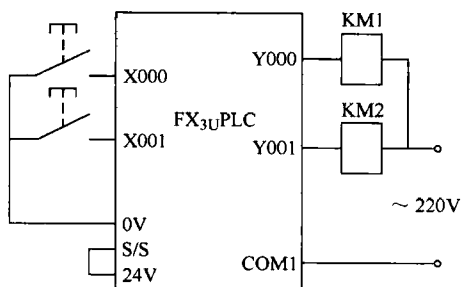 KM1
Y000
X000
FX3UPLC
KM2
X001
Y001
~220V
0V
S/S
24V
COM1